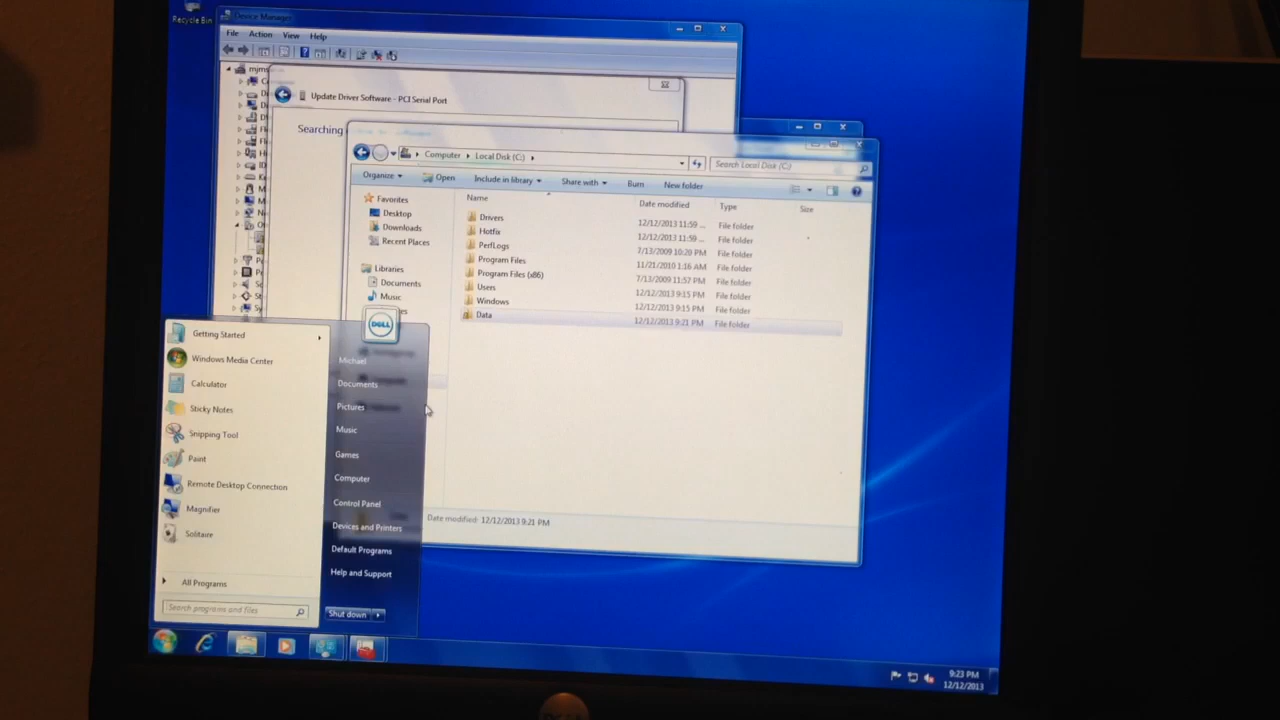 Recycle Bin
Device Manager
File Action View Help
Update Driver Software - PCI Serial Port
Searching
Computer Local Disk (C:)
Search Local Disk (C:)
Organize Open Include in library Share with Burn New folder
Favorites
Desktop
Downloads
Recent Places
Libraries
Documents
Music
Name Date modified Type Size
Drivers 12/12/2013 11:59 ... File folder
Hotfix 12/12/2013 11:59 ... File folder
PerfLogs 7/13/2009 10:20 PM File folder
Program Files 11/21/2010 1:16 AM File folder
Program Files (x86) 7/13/2009 11:57 PM File folder
Users 12/12/2013 9:15 PM File folder
Windows 12/12/2013 9:15 PM File folder
Data 12/12/2013 9:21 PM File folder
Date modified: 12/12/2013 9:21 PM
Getting Started
Windows Media Center
Calculator
Sticky Notes
Snipping Tool
Paint
Remote Desktop Connection
Magnifier
Solitaire
All Programs
Search programs and files
DELL
Michael
Documents
Pictures
Music
Games
Computer
Control Panel
Devices and Printers
Default Programs
Help and Support
Shut down
9:23 PM
12/12/2013